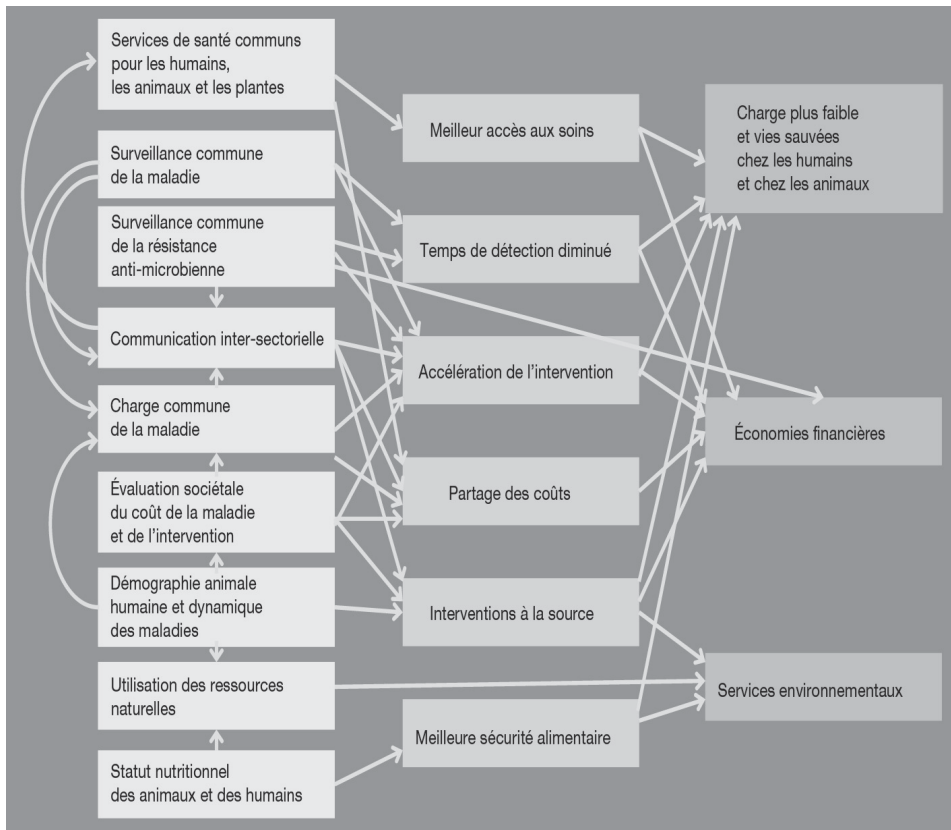 Services de santé communs
pour les humains,
les animaux et les plantes
Surveillance commune
de la maladie
Surveillance commune
de la résistance
anti-microbienne
Communication inter-sectorielle
Charge commune
de la maladie
Évaluation sociétale
du coût de la maladie
et de l'intervention
Démographie animale
humaine et dynamique
des maladies
Utilisation des ressources
naturelles
Statut nutritionnel
des animaux et des humains
Meilleur accès aux soins
Temps de détection diminué
Accélération de l'intervention
Partage des coûts
Interventions à la source
Meilleure sécurité alimentaire
Charge plus faible
et vies sauvées
chez les humains
et chez les animaux
Économies financières
Services environnementaux